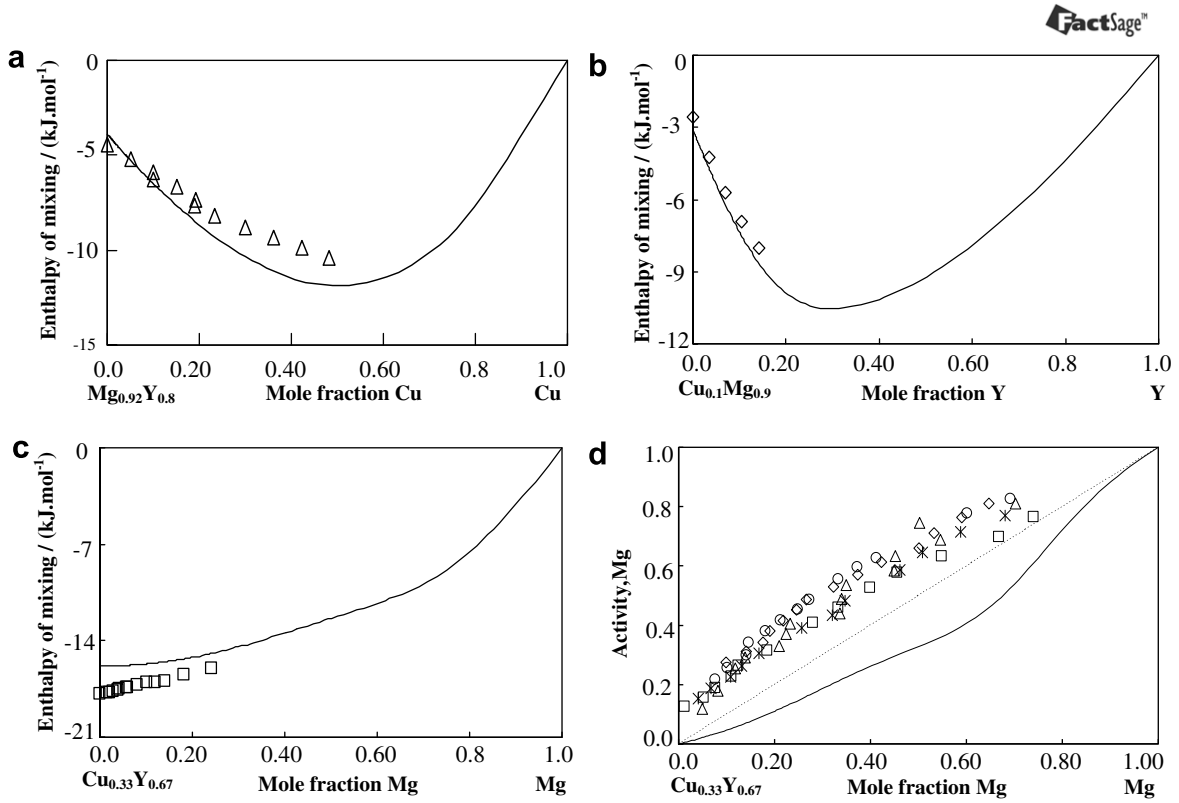 FactSage™
a
Enthalpy of mixing / (kJ.mol-1)
0
-5
-10
-15
0.0 0.20 0.40 0.60 0.80 1.0
Mg0.92Y0.8 Mole fraction Cu Cu
b
Enthalpy of mixing / (kJ.mol-1)
0
-3
-6
-9
-12
0.0 0.20 0.40 0.60 0.8 1.0
Cu0.1Mg0.9 Mole fraction Y Y
c
Enthalpy of mixing / (kJ.mol-1)
0
-7
-14
-21
0.0 0.20 0.40 0.60 0.80 1.0
Cu0.33Y0.67 Mole fraction Mg Mg
d
Activity,Mg
1.0
0.8
0.6
0.4
0.2
0.0
0.00 0.20 0.40 0.60 0.80 1.00
Cu0.33Y0.67 Mole fraction Mg Mg